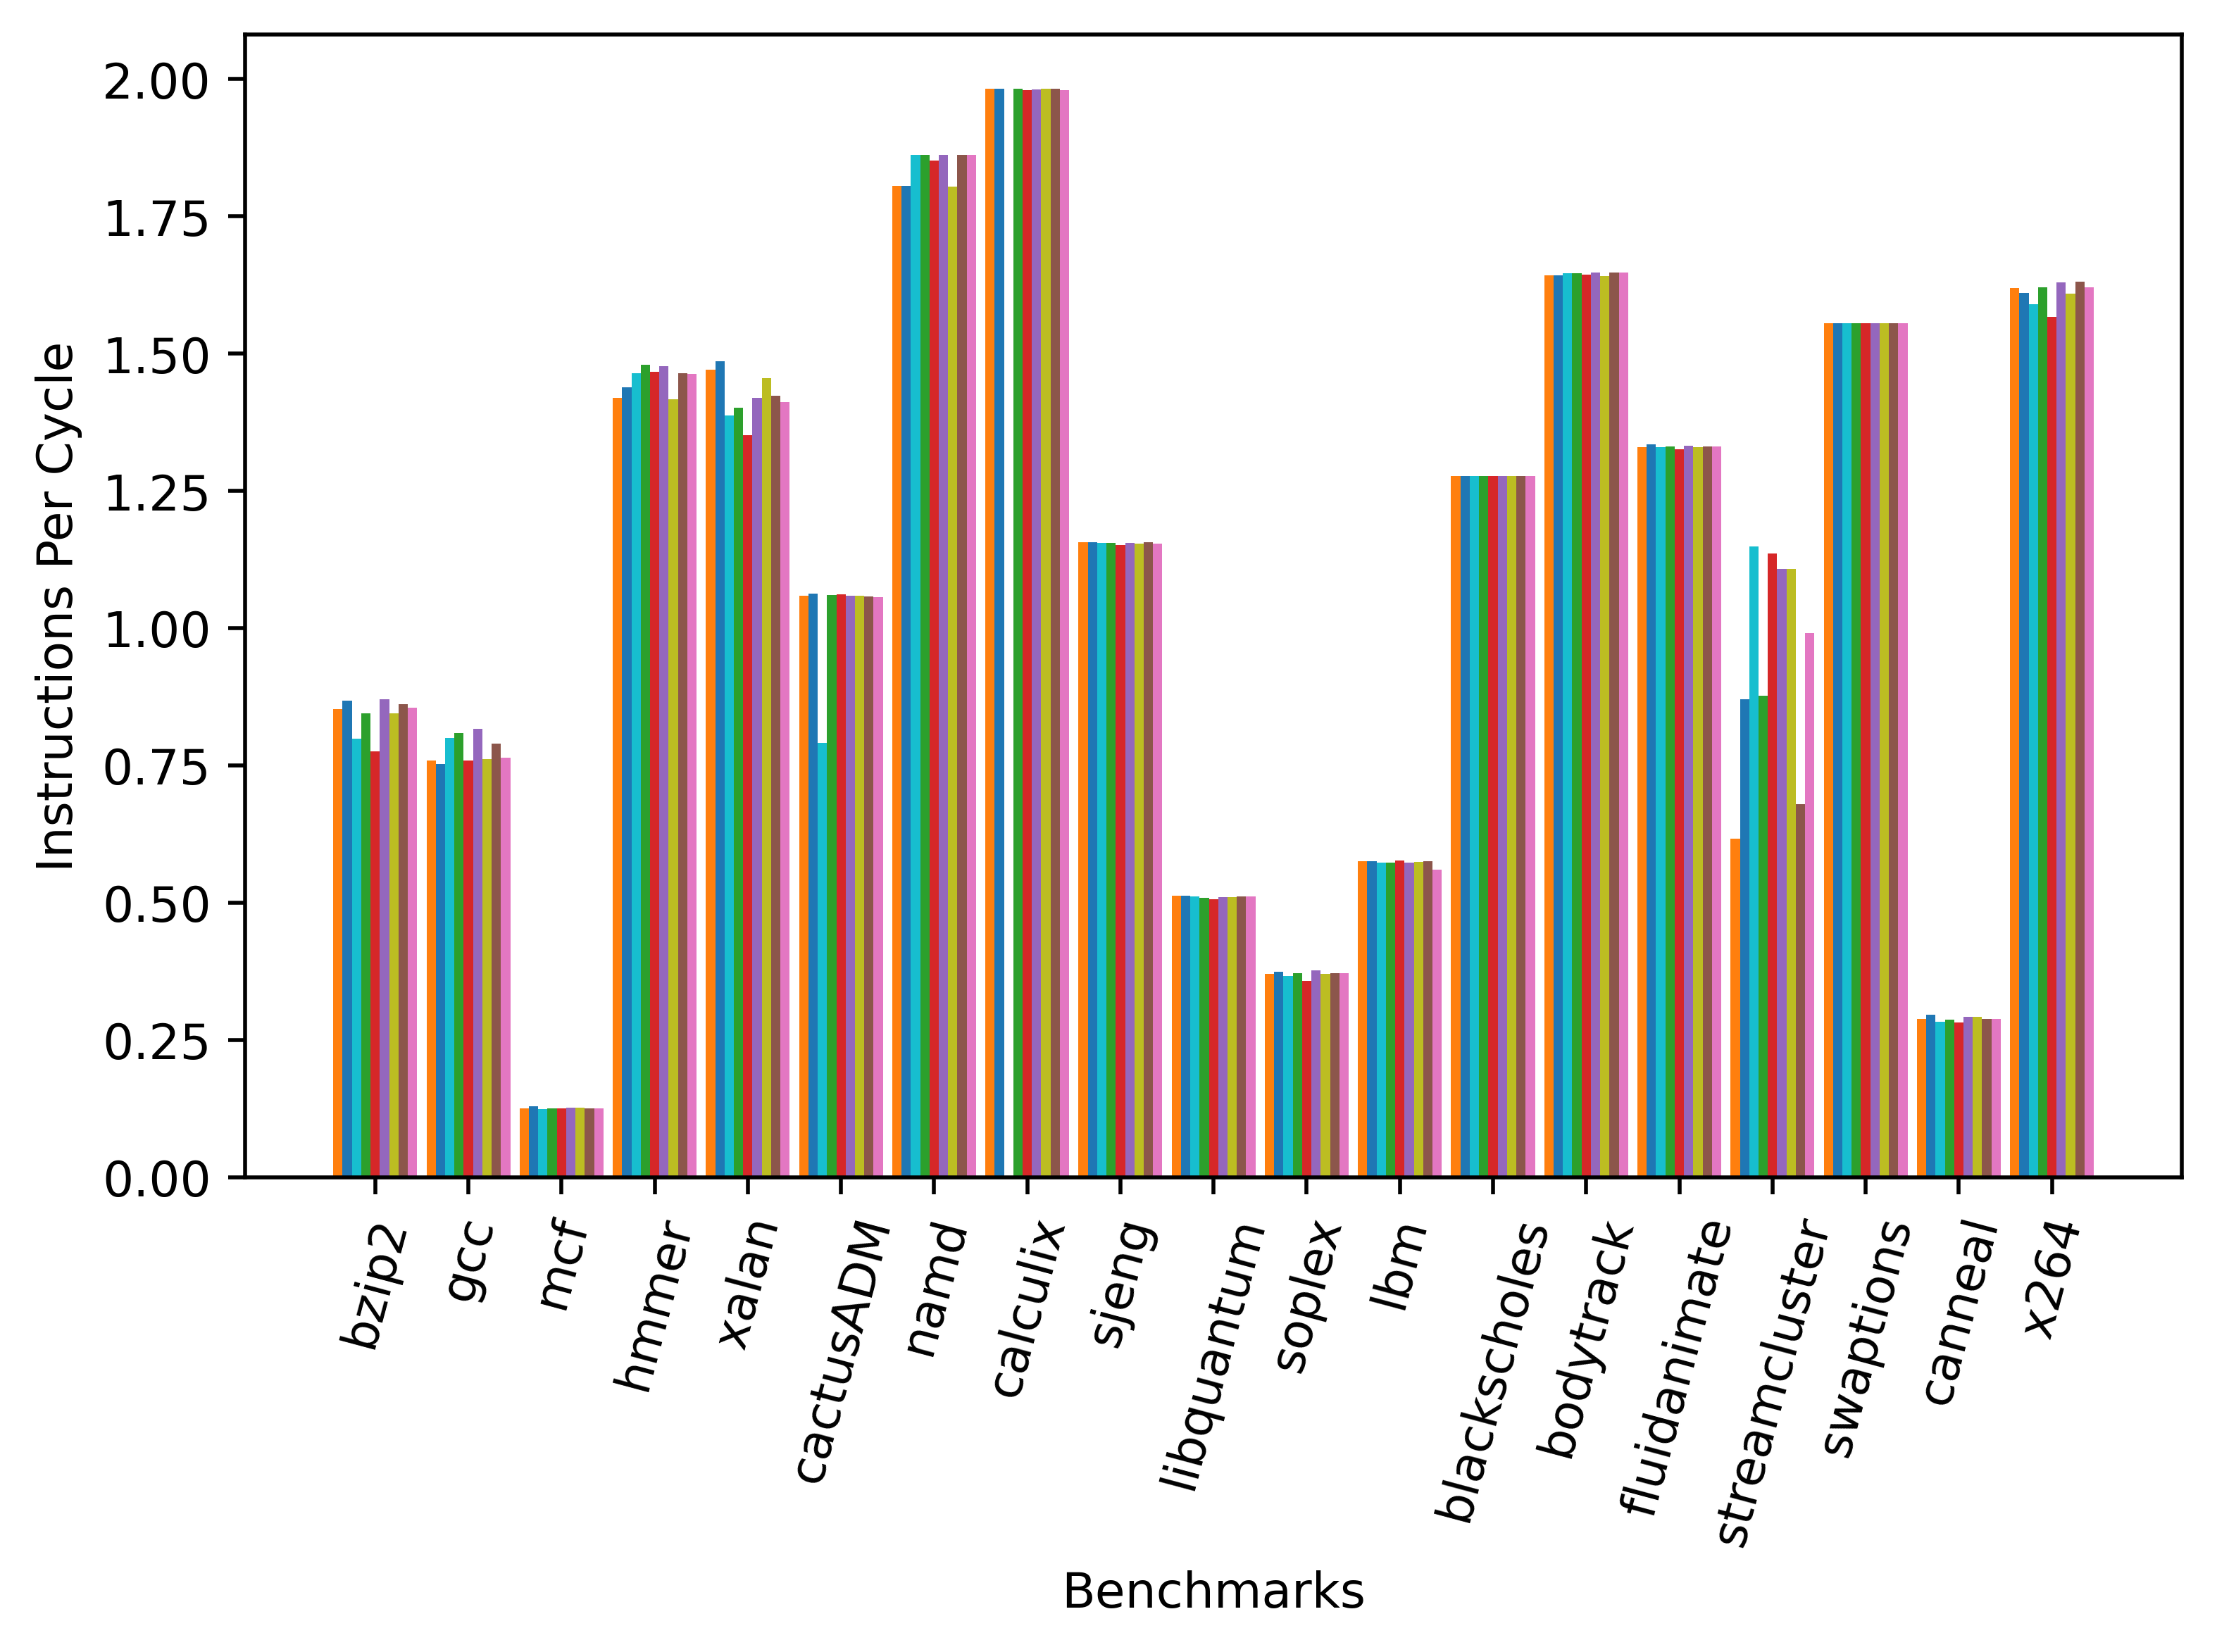 Instructions Per Cycle
2.00
1.75
1.50
1.25
1.00
0.75
0.50
0.25
0.00
bzip2
gcc
mcf
hmmer
xalan
cactusADM
namd
calculix
sjeng
libquantum
soplex
lbm
blackscholes
bodytrack
fluidanimate
streamcluster
swaptions
canneal
x264
Benchmarks